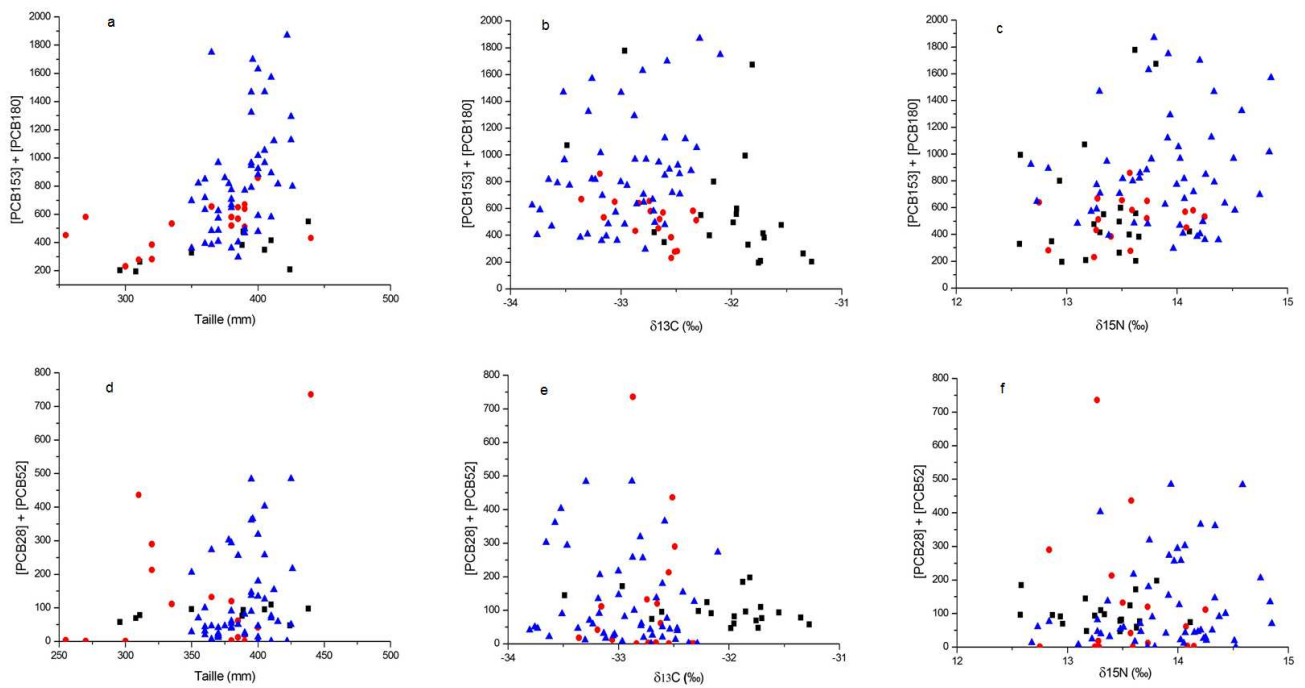 a
[PCB153] + [PCB180]
2000
1800
1600
1400
1200
1000
800
600
400
200
300 400 500
Taille (mm)
b
[PCB153] + [PCB180]
2000
1800
1600
1400
1200
1000
800
600
400
200
0
-34 -33 -32 -31
δ13C (‰)
c
[PCB153] + [PCB180]
2000
1800
1600
1400
1200
1000
800
600
400
200
0
12 13 14 15
δ15N (‰)
d
[PCB28] + [PCB52]
800
700
600
500
400
300
200
100
0
250 300 350 400 450 500
Taille (mm)
e
[PCB28] + [PCB52]
800
700
600
500
400
300
200
100
0
-34 -33 -32 -31
δ13C (‰)
f
[PCB28] + [PCB52]
800
700
600
500
400
300
200
100
0
12 13 14 15
δ15N (‰)